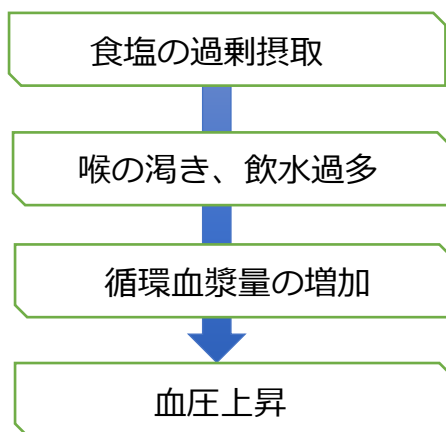 食塩の過剰摂取
喉の渇き、飲水過多
循環血漿量の増加
血圧上昇